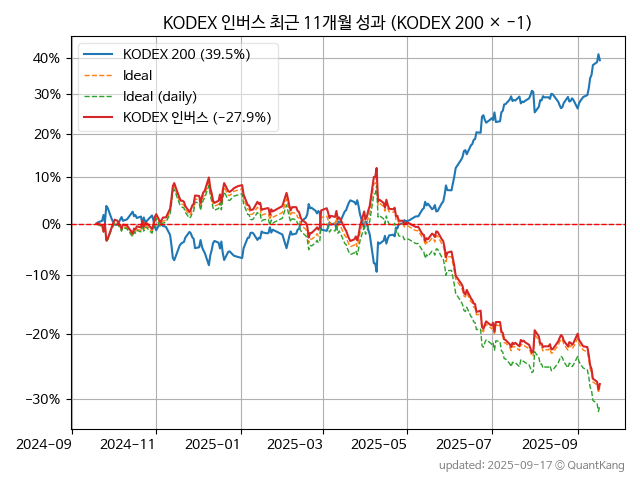 KODEX 인버스 최근 11개월 성과 (KODEX 200 × −1)
KODEX 200 (39.5%)
Ideal
Ideal (daily)
KODEX 인버스 (−27.9%)
40%
30%
20%
10%
0%
−10%
−20%
−30%
2024-09 2024-11 2025-01 2025-03 2025-05 2025-07 2025-09
updated: 2025-09-17 © QuantKang